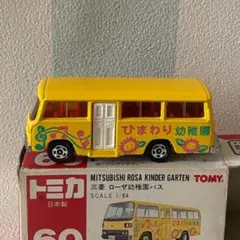 ひまわり幼稚園
トミカ
日本製
60
MITSUBISHI ROSA KINDER GARTEN
TOMY
三菱 ローザ幼稚園バス
SCALE 1/84